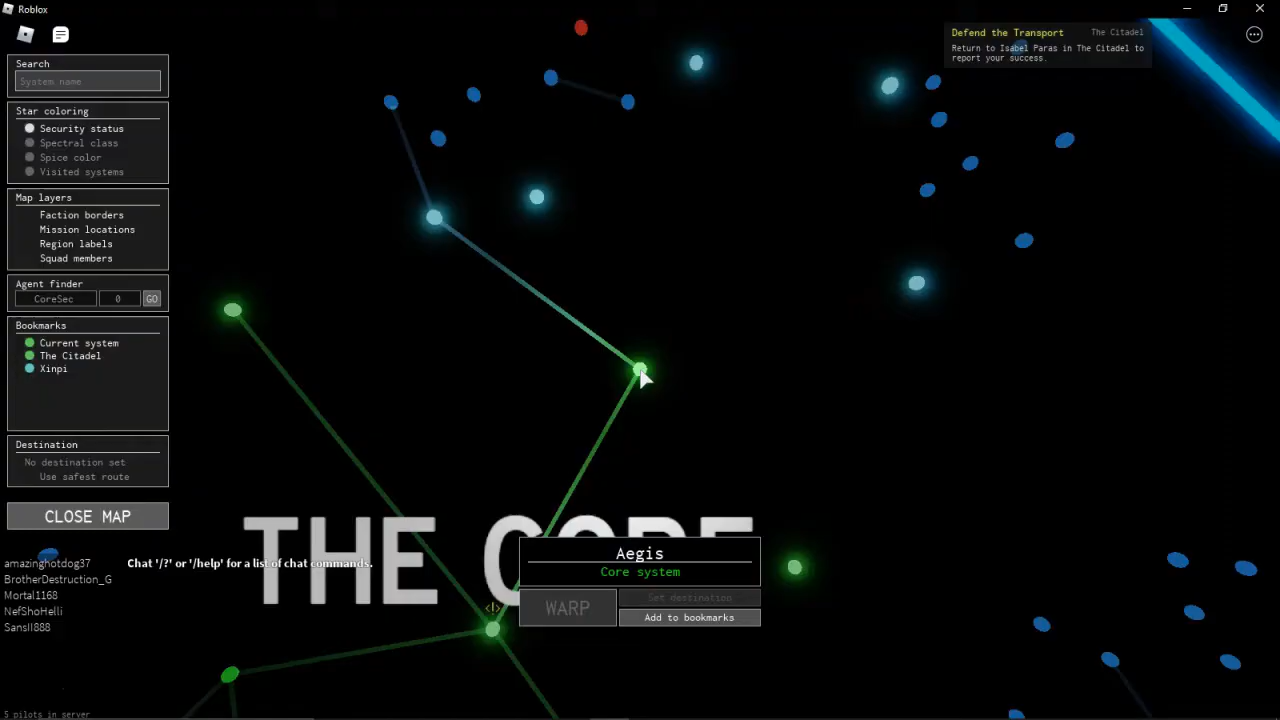 Roblox
Search
System name
Star coloring
Security status
Spectral class
Spice color
Visited systems
Map layers
Faction borders
Mission locations
Region labels
Squad members
Agent finder
CoreSec 0 GO
Bookmarks
Current system
The Citadel
Xinpi
Destination
No destination set
Use safest route
CLOSE MAP
amazinghotdog37
BrotherDestruction_G
Mortal1168
NefShoHelli
SansII888
Chat '/?' or '/help' for a list of chat commands.
5 pilots in server
Defend the Transport The Citadel
Return to Isabel Paras in The Citadel to
report your success.
THE CORE
Aegis
Core system
WARP
Set destination
Add to bookmarks